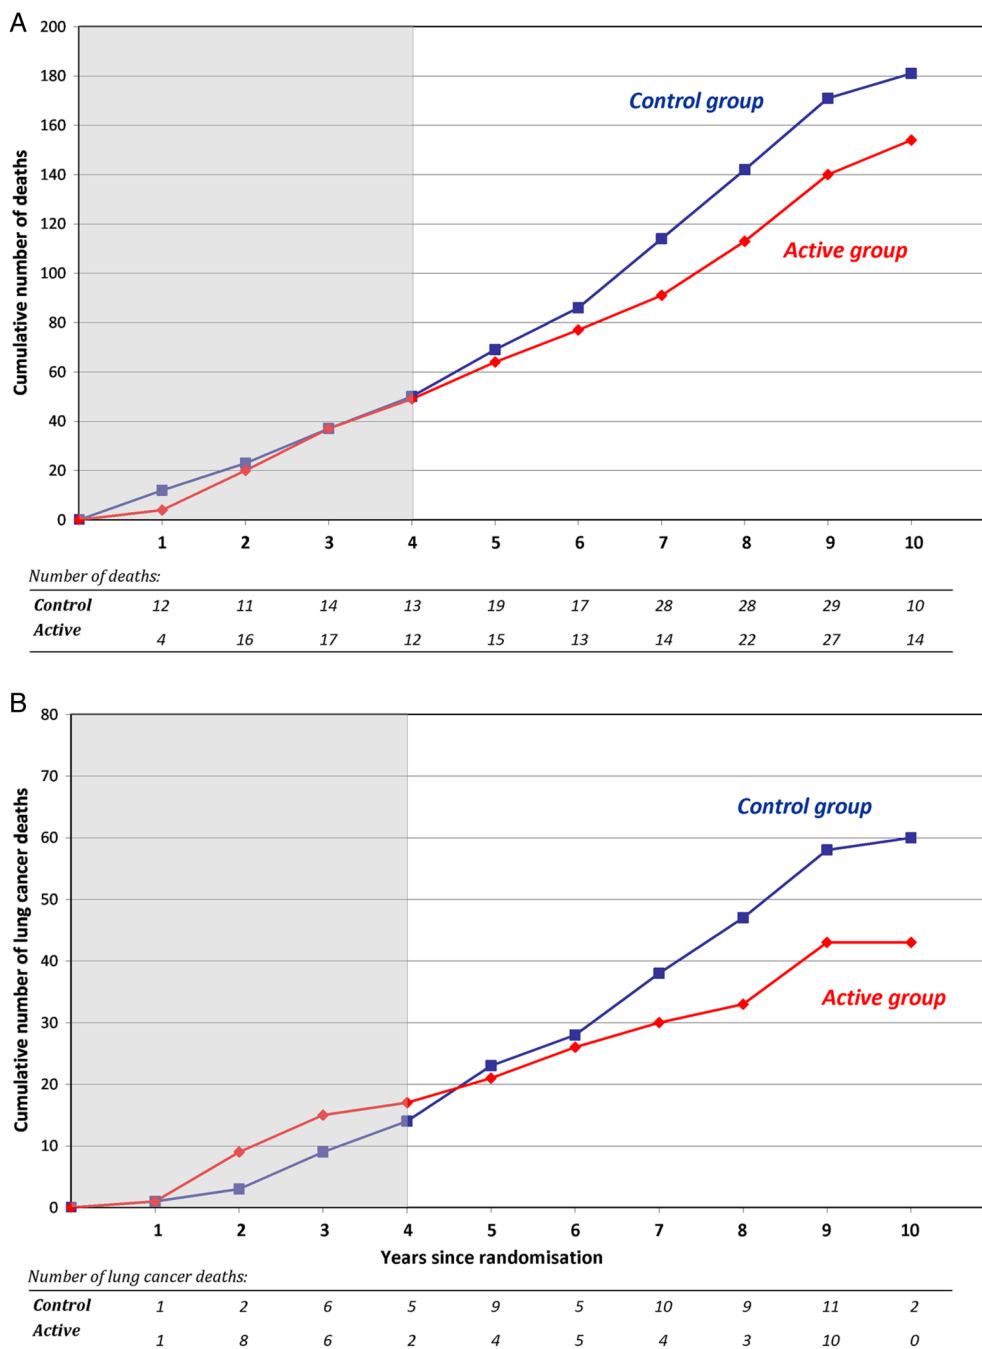 A
200
180
160
140
120
100
80
60
40
20
0
Cumulative number of deaths
Control group
Active group
1 2 3 4 5 6 7 8 9 10
Number of deaths:
Control 12 11 14 13 19 17 28 28 29 10
Active 4 16 17 12 15 13 14 22 27 14
B
80
70
60
50
40
30
20
10
0
Cumulative number of lung cancer deaths
Control group
Active group
1 2 3 4 5 6 7 8 9 10
Years since randomisation
Number of lung cancer deaths:
Control 1 2 6 5 9 5 10 9 11 2
Active 1 8 6 2 4 5 4 3 10 0